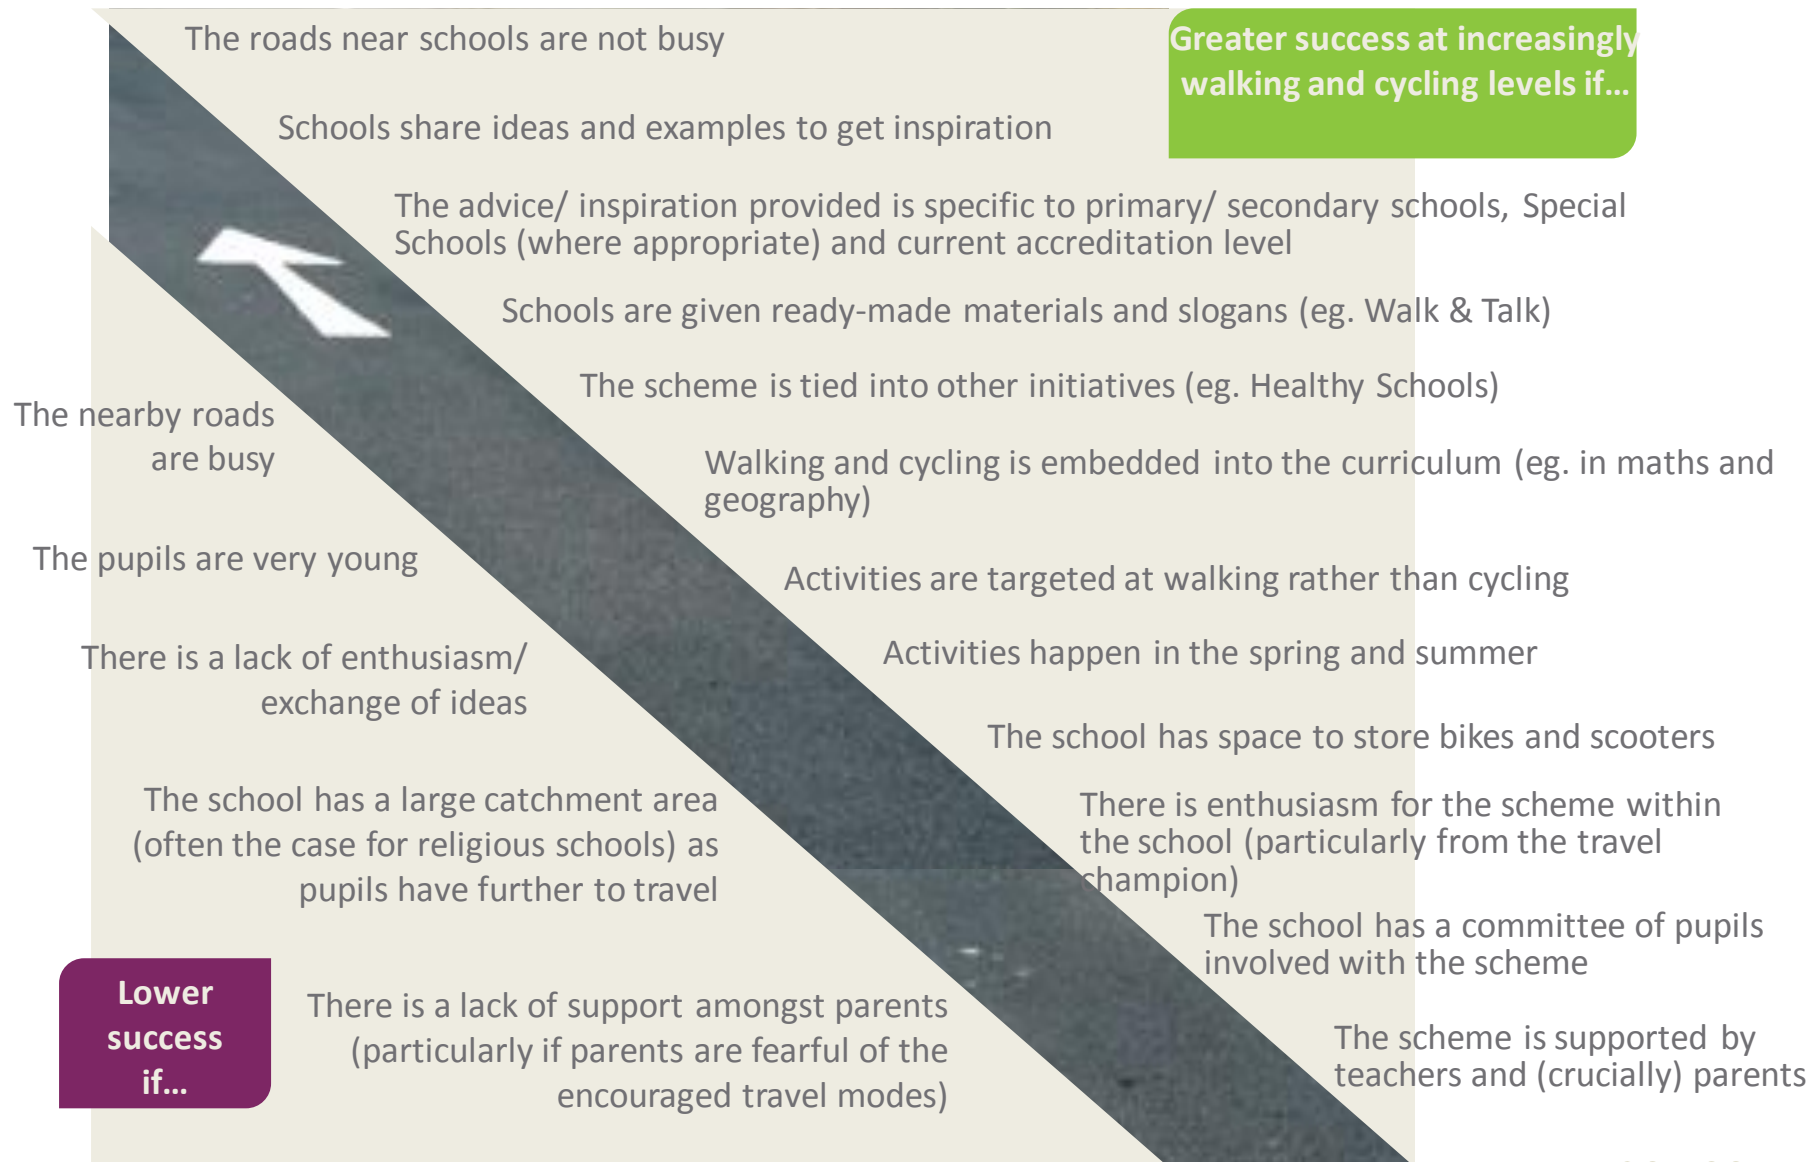 The roads near schools are not busy
Greater success at increasingly
walking and cycling levels if...
Schools share ideas and examples to get inspiration
The advice/ inspiration provided is specific to primary/ secondary schools, Special
Schools (where appropriate) and current accreditation level
Schools are given ready-made materials and slogans (eg. Walk & Talk)
The scheme is tied into other initiatives (eg. Healthy Schools)
Walking and cycling is embedded into the curriculum (eg. in maths and
geography)
Activities are targeted at walking rather than cycling
Activities happen in the spring and summer
The school has space to store bikes and scooters
There is enthusiasm for the scheme within
the school (particularly from the travel
champion)
The school has a committee of pupils
involved with the scheme
The scheme is supported by
teachers and (crucially) parents
The nearby roads
are busy
The pupils are very young
There is a lack of enthusiasm/
exchange of ideas
The school has a large catchment area
(often the case for religious schools) as
pupils have further to travel
Lower
success
if...
There is a lack of support amongst parents
(particularly if parents are fearful of the
encouraged travel modes)